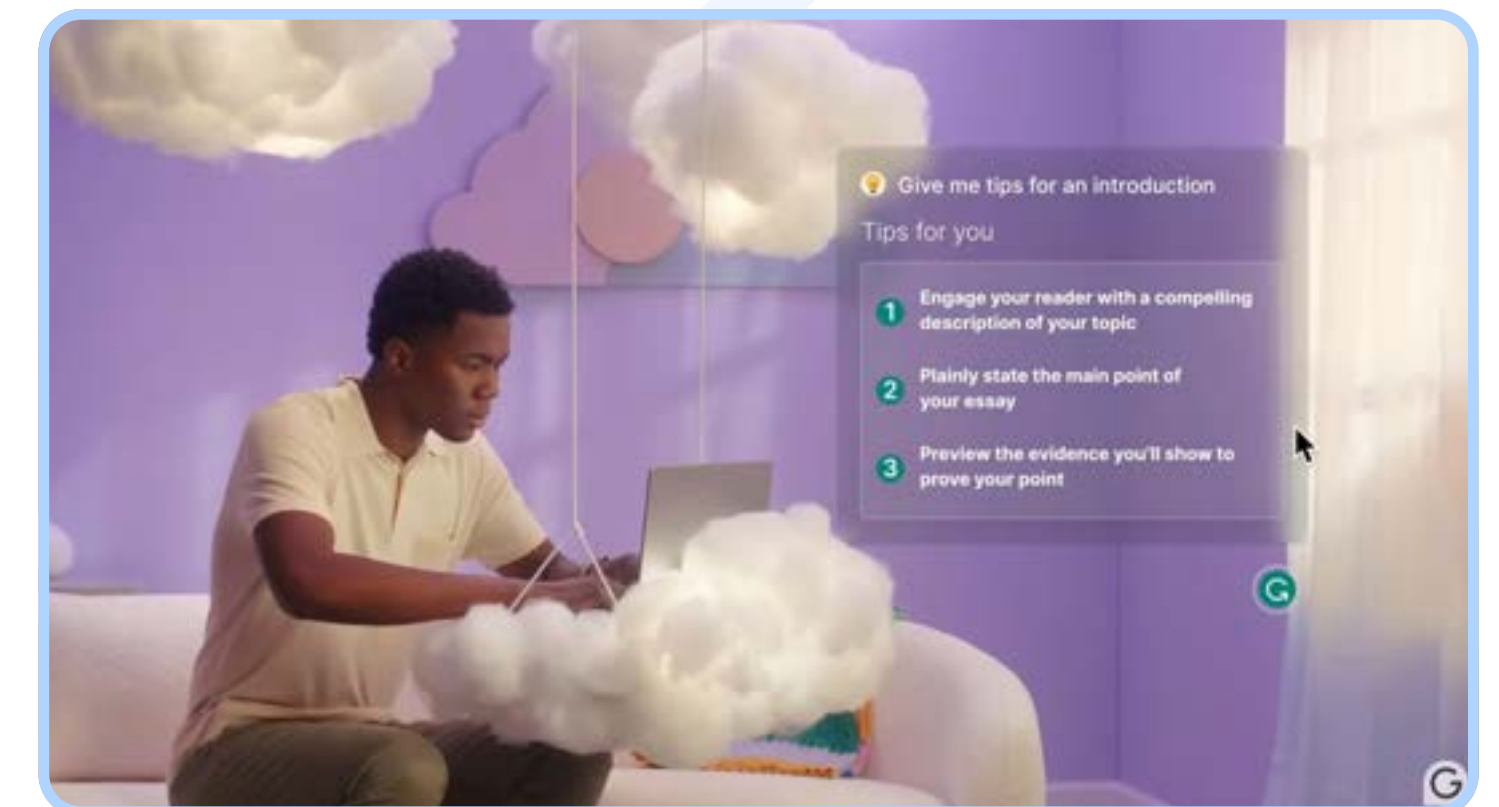 Give me tips for an introduction
Tips for you
1 Engage your reader with a compelling
description of your topic
2 Plainly state the main point of
your essay
3 Preview the evidence you'll show to
prove your point
G
G